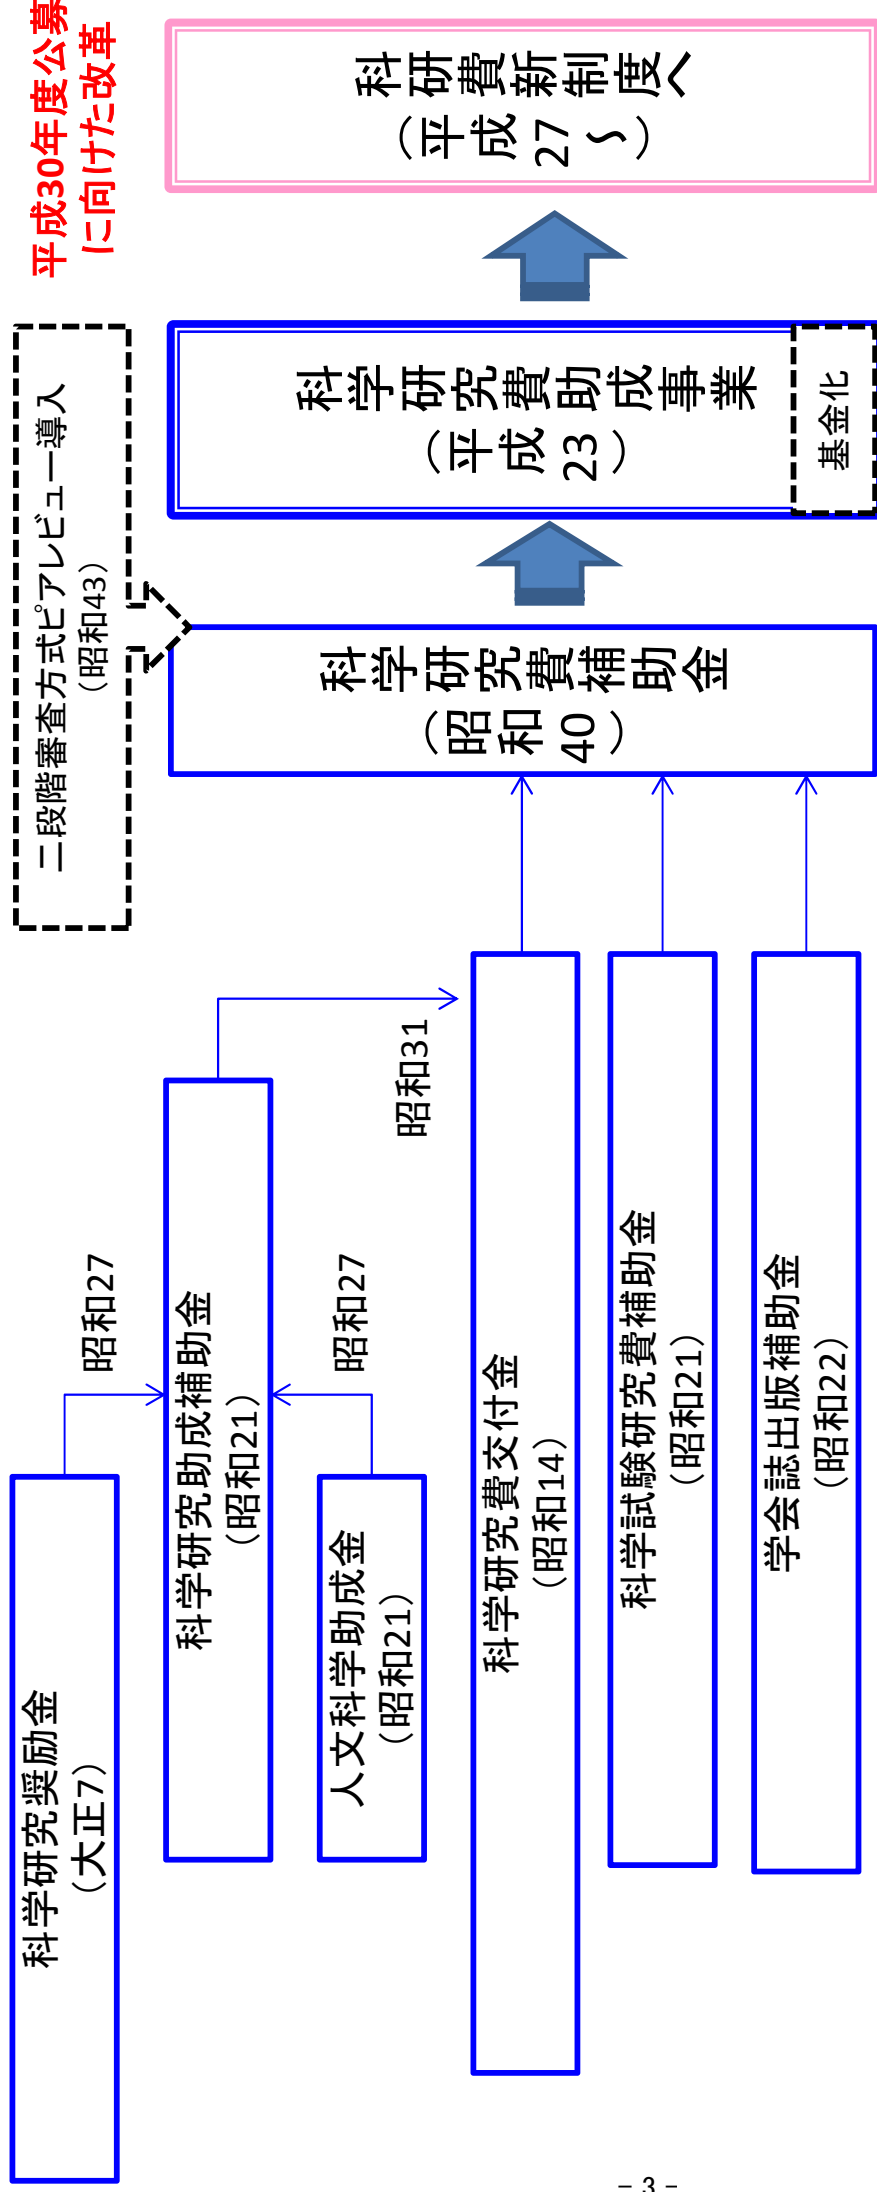 科学研究奨励金
（大正7）
昭和27
科学研究助成補助金
（昭和21）
昭和27
人文科学助成金
（昭和21）
昭和31
科学研究費交付金
（昭和14）
科学試験研究費補助金
（昭和21）
学会誌出版補助金
（昭和22）
二段階審査方式ピアレビュー導入
（昭和43）
科学研究費補助金
（昭和40）
科学研究費助成事業
（平成23）
基金化
平成30年度公募
に向けた改革
科研費新制度へ
（平成27～）
- 3 -